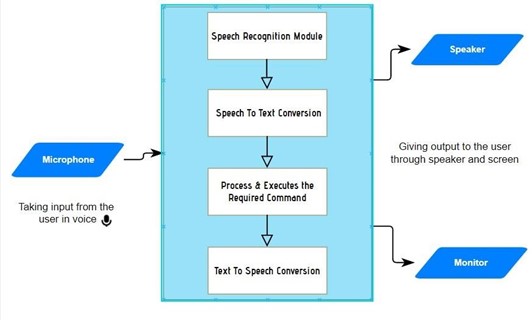 Speech Recognition Module
Speech To Text Conversion
Process & Executes the
Required Command
Text To Speech Conversion
Microphone
Taking input from the
user in voice
Speaker
Giving output to the user
through speaker and screen
Monitor